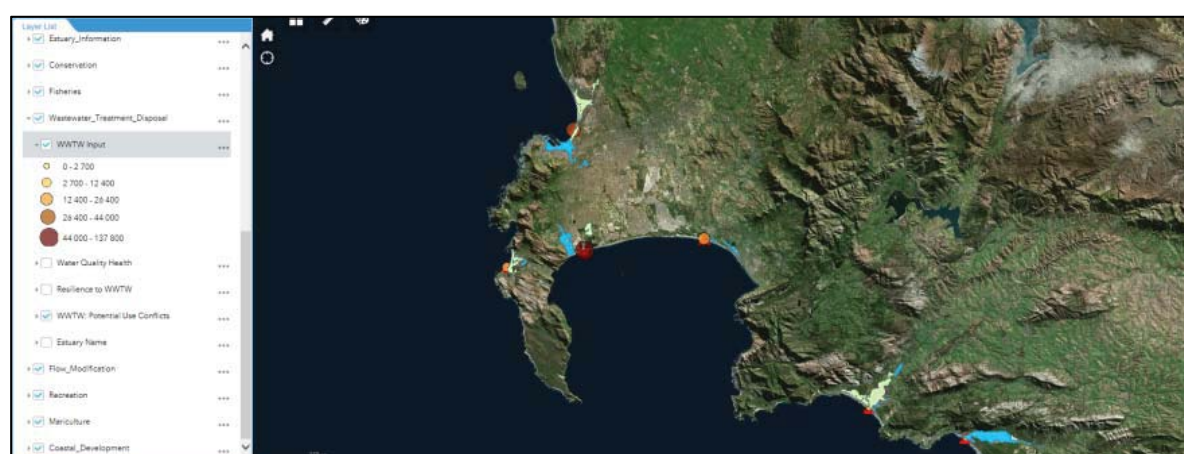 Layer List
Estuary_Information
Conservation
Fisheries
Wastewater_Treatment_Disposal
WWTW Input
0 - 2 700
2 700 - 12 400
12 400 - 26 400
26 400 - 44 000
44 000 - 137 800
Water Quality Health
Resilience to WWTW
WWTW: Potential Use Conflicts
Estuary Name
Flow_Modification
Recreation
Mariculture
Coastal_Development